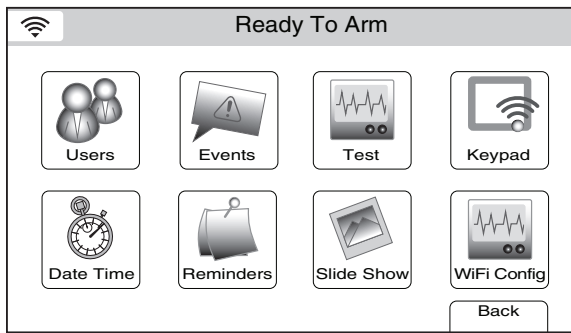 Ready To Arm
Users Events Test Keypad
Date Time Reminders Slide Show WiFi Config
Back